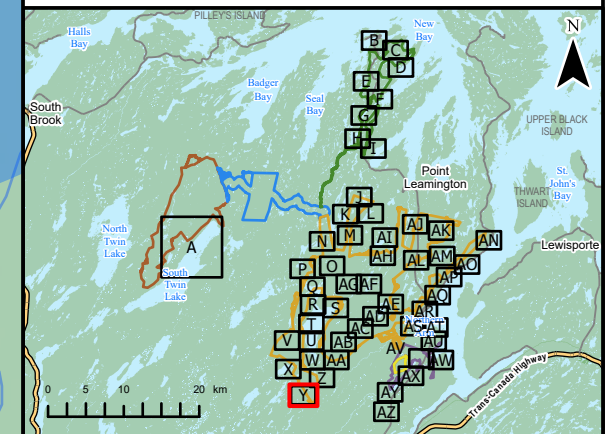 PILLEY'S ISLAND
Halls
Bay
New
Bay
N
B
C
D
Badger
Bay
E
Seal
Bay
F
South
Brook
G
UPPER BLACK
ISLAND
H
I
Point
Leamington
St.
John's
Bay
THWART
ISLAND
J
K
L
AJ
AK
North
Twin
Lake
A
N
M
AI
AN
Lewisporte
AH
AL
AM
AO
P
O
South
Twin
Lake
AP
Q
AG
AF
AQ
R
S
AE
AR
T
AD
AS
AT
AC
V
U
AB
AV
AU
W
AA
AW
X
Z
AX
Trans-Canada Highway
Y
AY
AZ
0 5 10 20 km